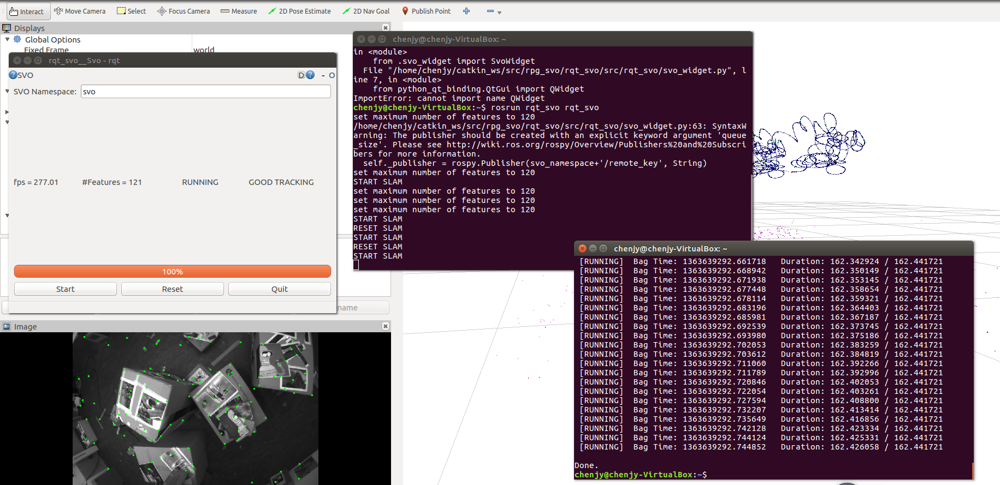 Interact Move Camera Select Focus Camera Measure 2D Pose Estimate 2D Nav Goal Publish Point
Displays
Global Options
Fixed Frame world
rqt_svo__Svo - rqt
SVO D - O
SVO Namespace: svo
fps = 277.01 #Features = 121 RUNNING GOOD TRACKING
100%
Start Reset Quit
name
Image
chenjy@chenjy-VirtualBox: ~
in <module>
from .svo_widget import SvoWidget
File "/home/chenjy/catkin_ws/src/rpg_svo/rqt_svo/src/rqt_svo/svo_widget.py", l
ine 7, in <module>
from python_qt_binding.QtGui import QWidget
ImportError: cannot import name QWidget
chenjy@chenjy-VirtualBox:~$ rosrun rqt_svo rqt_svo
set maximum number of features to 120
/home/chenjy/catkin_ws/src/rpg_svo/rqt_svo/src/rqt_svo/svo_widget.py:63: SyntaxW
arning: The publisher should be created with an explicit keyword argument 'queue
_size'. Please see http://wiki.ros.org/rospy/Overview/Publishers%20and%20Subscri
bers for more information.
self._publisher = rospy.Publisher(svo_namespace+'/remote_key', String)
set maximum number of features to 120
START SLAM
set maximum number of features to 120
set maximum number of features to 120
set maximum number of features to 120
START SLAM
RESET SLAM
START SLAM
RESET SLAM
START SLAM
chenjy@chenjy-VirtualBox: ~
[RUNNING] Bag Time: 1363639292.661718 Duration: 162.342924 / 162.441721
[RUNNING] Bag Time: 1363639292.668942 Duration: 162.350149 / 162.441721
[RUNNING] Bag Time: 1363639292.671938 Duration: 162.353145 / 162.441721
[RUNNING] Bag Time: 1363639292.677448 Duration: 162.358654 / 162.441721
[RUNNING] Bag Time: 1363639292.678114 Duration: 162.359321 / 162.441721
[RUNNING] Bag Time: 1363639292.683196 Duration: 162.364403 / 162.441721
[RUNNING] Bag Time: 1363639292.685981 Duration: 162.367187 / 162.441721
[RUNNING] Bag Time: 1363639292.692539 Duration: 162.373745 / 162.441721
[RUNNING] Bag Time: 1363639292.693980 Duration: 162.375186 / 162.441721
[RUNNING] Bag Time: 1363639292.702053 Duration: 162.383259 / 162.441721
[RUNNING] Bag Time: 1363639292.703612 Duration: 162.384819 / 162.441721
[RUNNING] Bag Time: 1363639292.711060 Duration: 162.392266 / 162.441721
[RUNNING] Bag Time: 1363639292.711789 Duration: 162.392996 / 162.441721
[RUNNING] Bag Time: 1363639292.720846 Duration: 162.402053 / 162.441721
[RUNNING] Bag Time: 1363639292.722054 Duration: 162.403261 / 162.441721
[RUNNING] Bag Time: 1363639292.727594 Duration: 162.408800 / 162.441721
[RUNNING] Bag Time: 1363639292.732207 Duration: 162.413414 / 162.441721
[RUNNING] Bag Time: 1363639292.735649 Duration: 162.416856 / 162.441721
[RUNNING] Bag Time: 1363639292.742128 Duration: 162.423334 / 162.441721
[RUNNING] Bag Time: 1363639292.744124 Duration: 162.425331 / 162.441721
[RUNNING] Bag Time: 1363639292.744852 Duration: 162.426058 / 162.441721
Done.
chenjy@chenjy-VirtualBox:~$